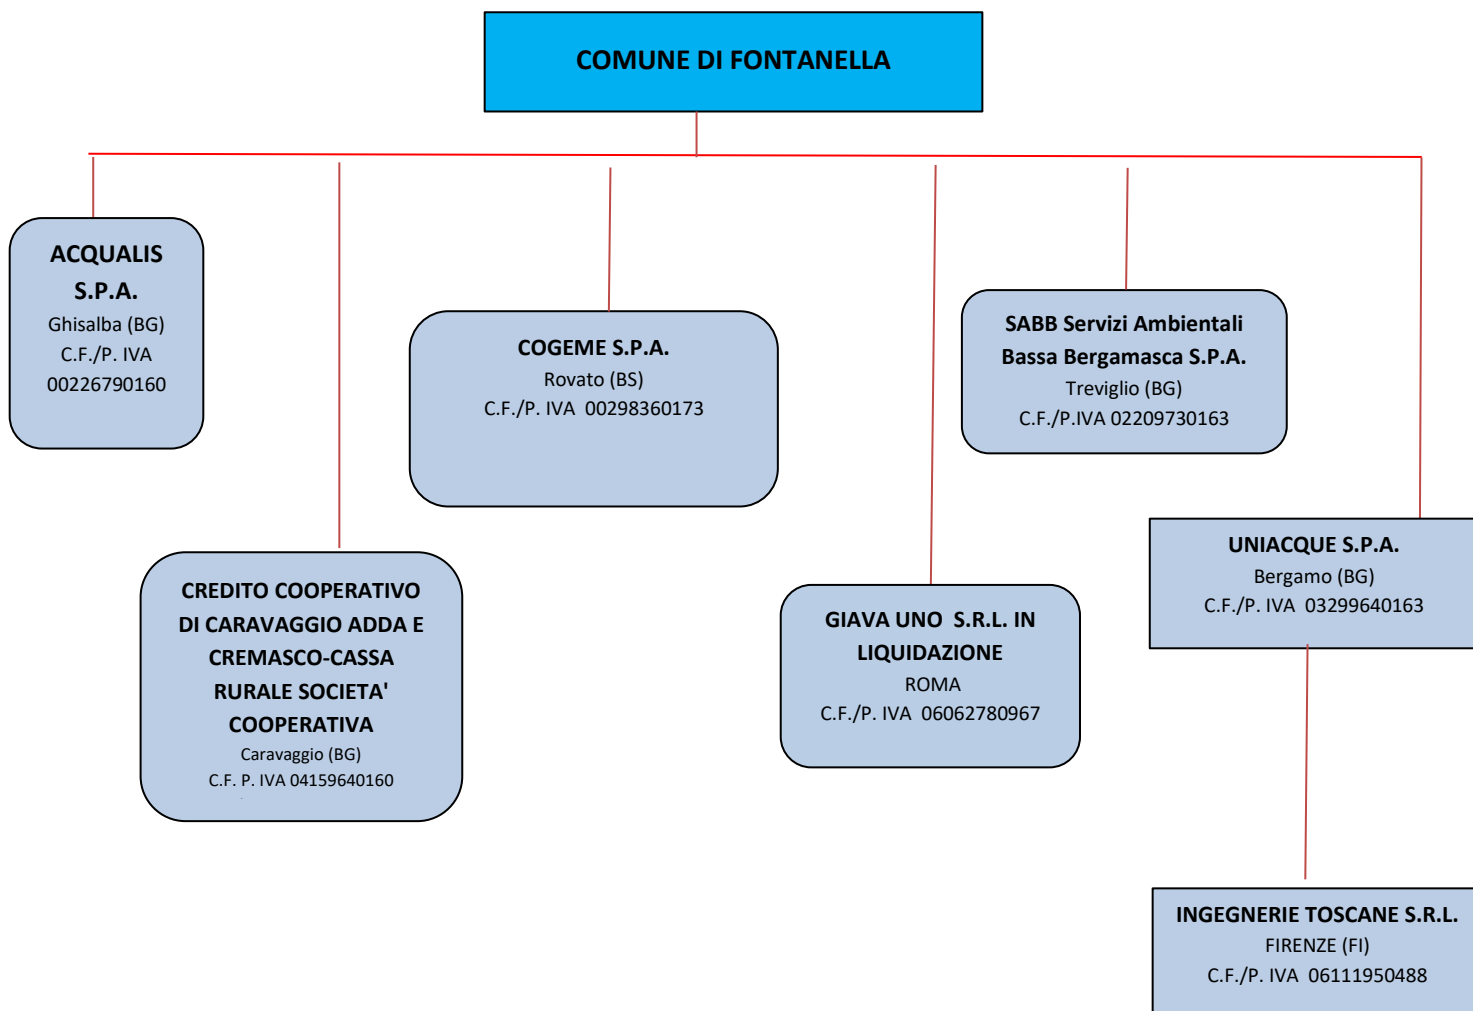 COMUNE DI FONTANELLA
ACQUALIS
S.P.A.
Ghisalba (BG)
C.F./P. IVA
00226790160
COGEME S.P.A.
Rovato (BS)
C.F./P. IVA 00298360173
SABB Servizi Ambientali
Bassa Bergamasca S.P.A.
Treviglio (BG)
C.F./P.IVA 02209730163
UNIACQUE S.P.A.
Bergamo (BG)
C.F./P. IVA 03299640163
CREDITO COOPERATIVO
DI CARAVAGGIO ADDA E
CREMASCO-CASSA
RURALE SOCIETA'
COOPERATIVA
Caravaggio (BG)
C.F. P. IVA 04159640160
GIAVA UNO S.R.L. IN
LIQUIDAZIONE
ROMA
C.F./P. IVA 06062780967
INGEGNERIE TOSCANE S.R.L.
FIRENZE (FI)
C.F./P. IVA 06111950488